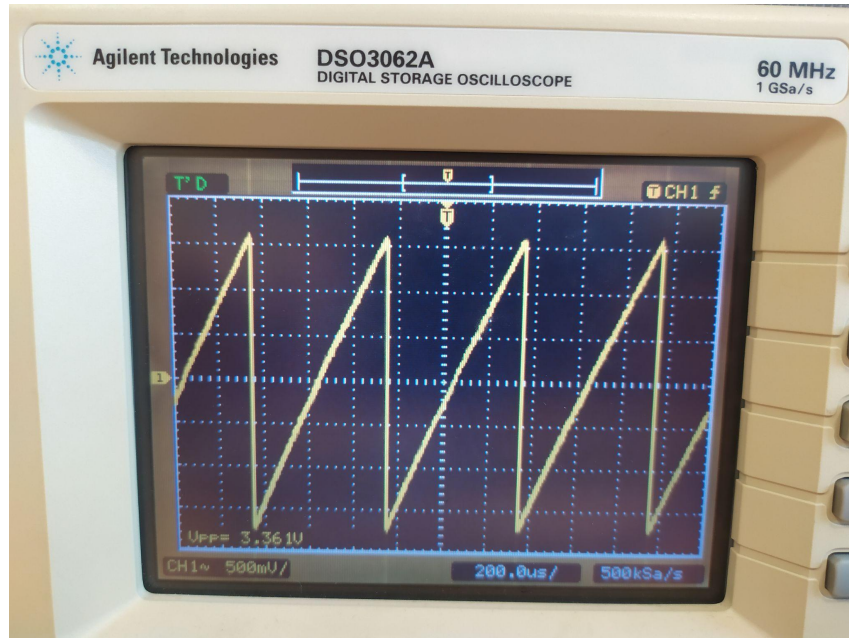 Agilent Technologies
DSO3062A
DIGITAL STORAGE OSCILLOSCOPE
60 MHz
1 GSa/s
T'D
T
T CH1
T
1
VPP= 3.361V
CH1~ 500mV/
200.0us/
500kSa/s